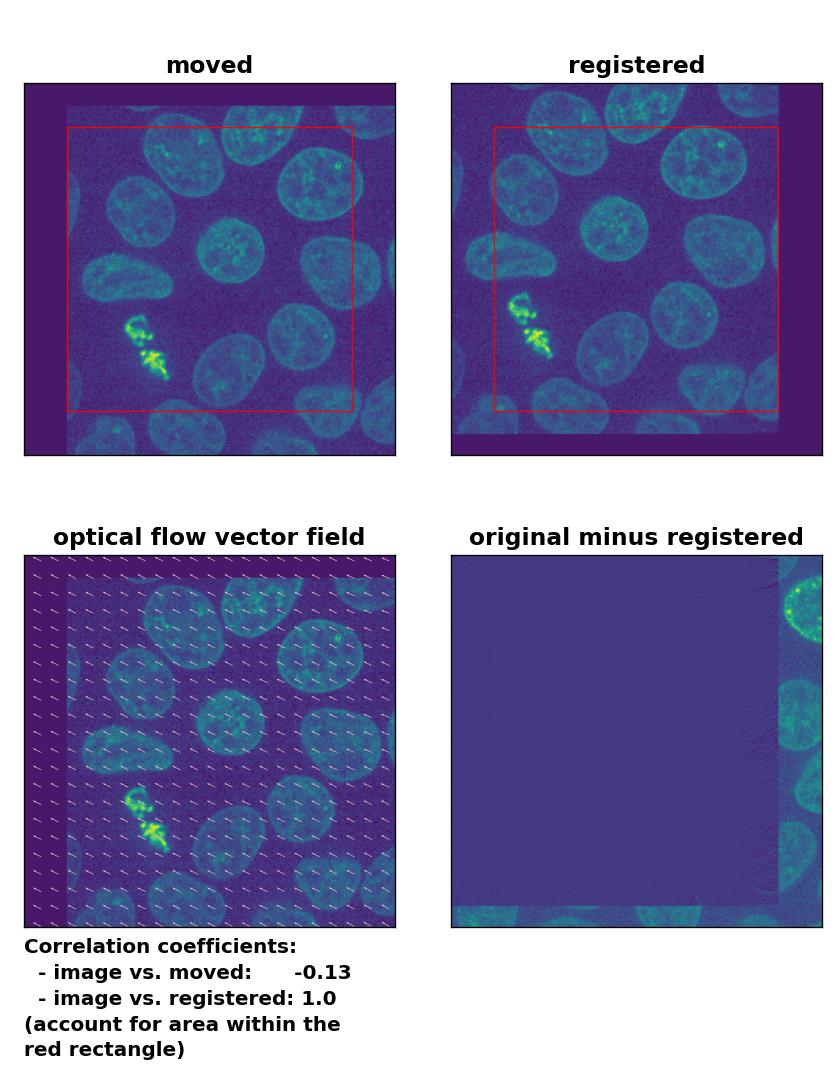 moved
registered
optical flow vector field
original minus registered
Correlation coefficients:
- image vs. moved: -0.13
- image vs. registered: 1.0
(account for area within the
red rectangle)